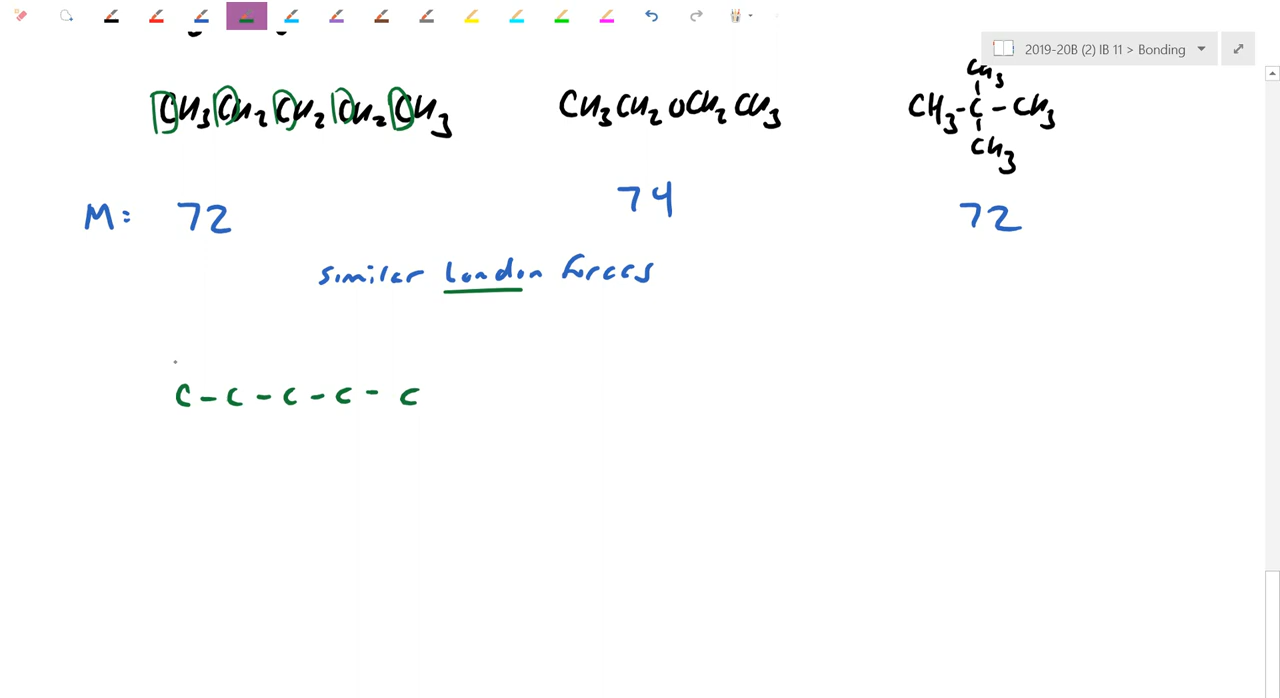 2019-20B (2) IB 11 > Bonding
CH3CH2CH2CH2CH3
CH3CH2OCH2CH3
CH3
CH3-C-CH3
CH3
M: 72
74
72
Similar London Forces
C-C-C-C-C